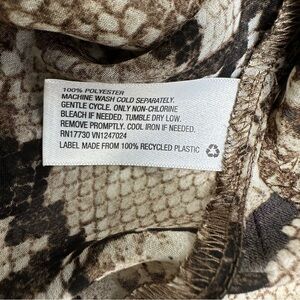 100% POLYESTER
MACHINE WASH COLD SEPARATELY.
GENTLE CYCLE. ONLY NON-CHLORINE
BLEACH IF NEEDED. TUMBLE DRY LOW.
REMOVE PROMPTLY. COOL IRON IF NEEDED.
RN17730 VN1247024
LABEL MADE FROM 100% RECYCLED PLASTIC